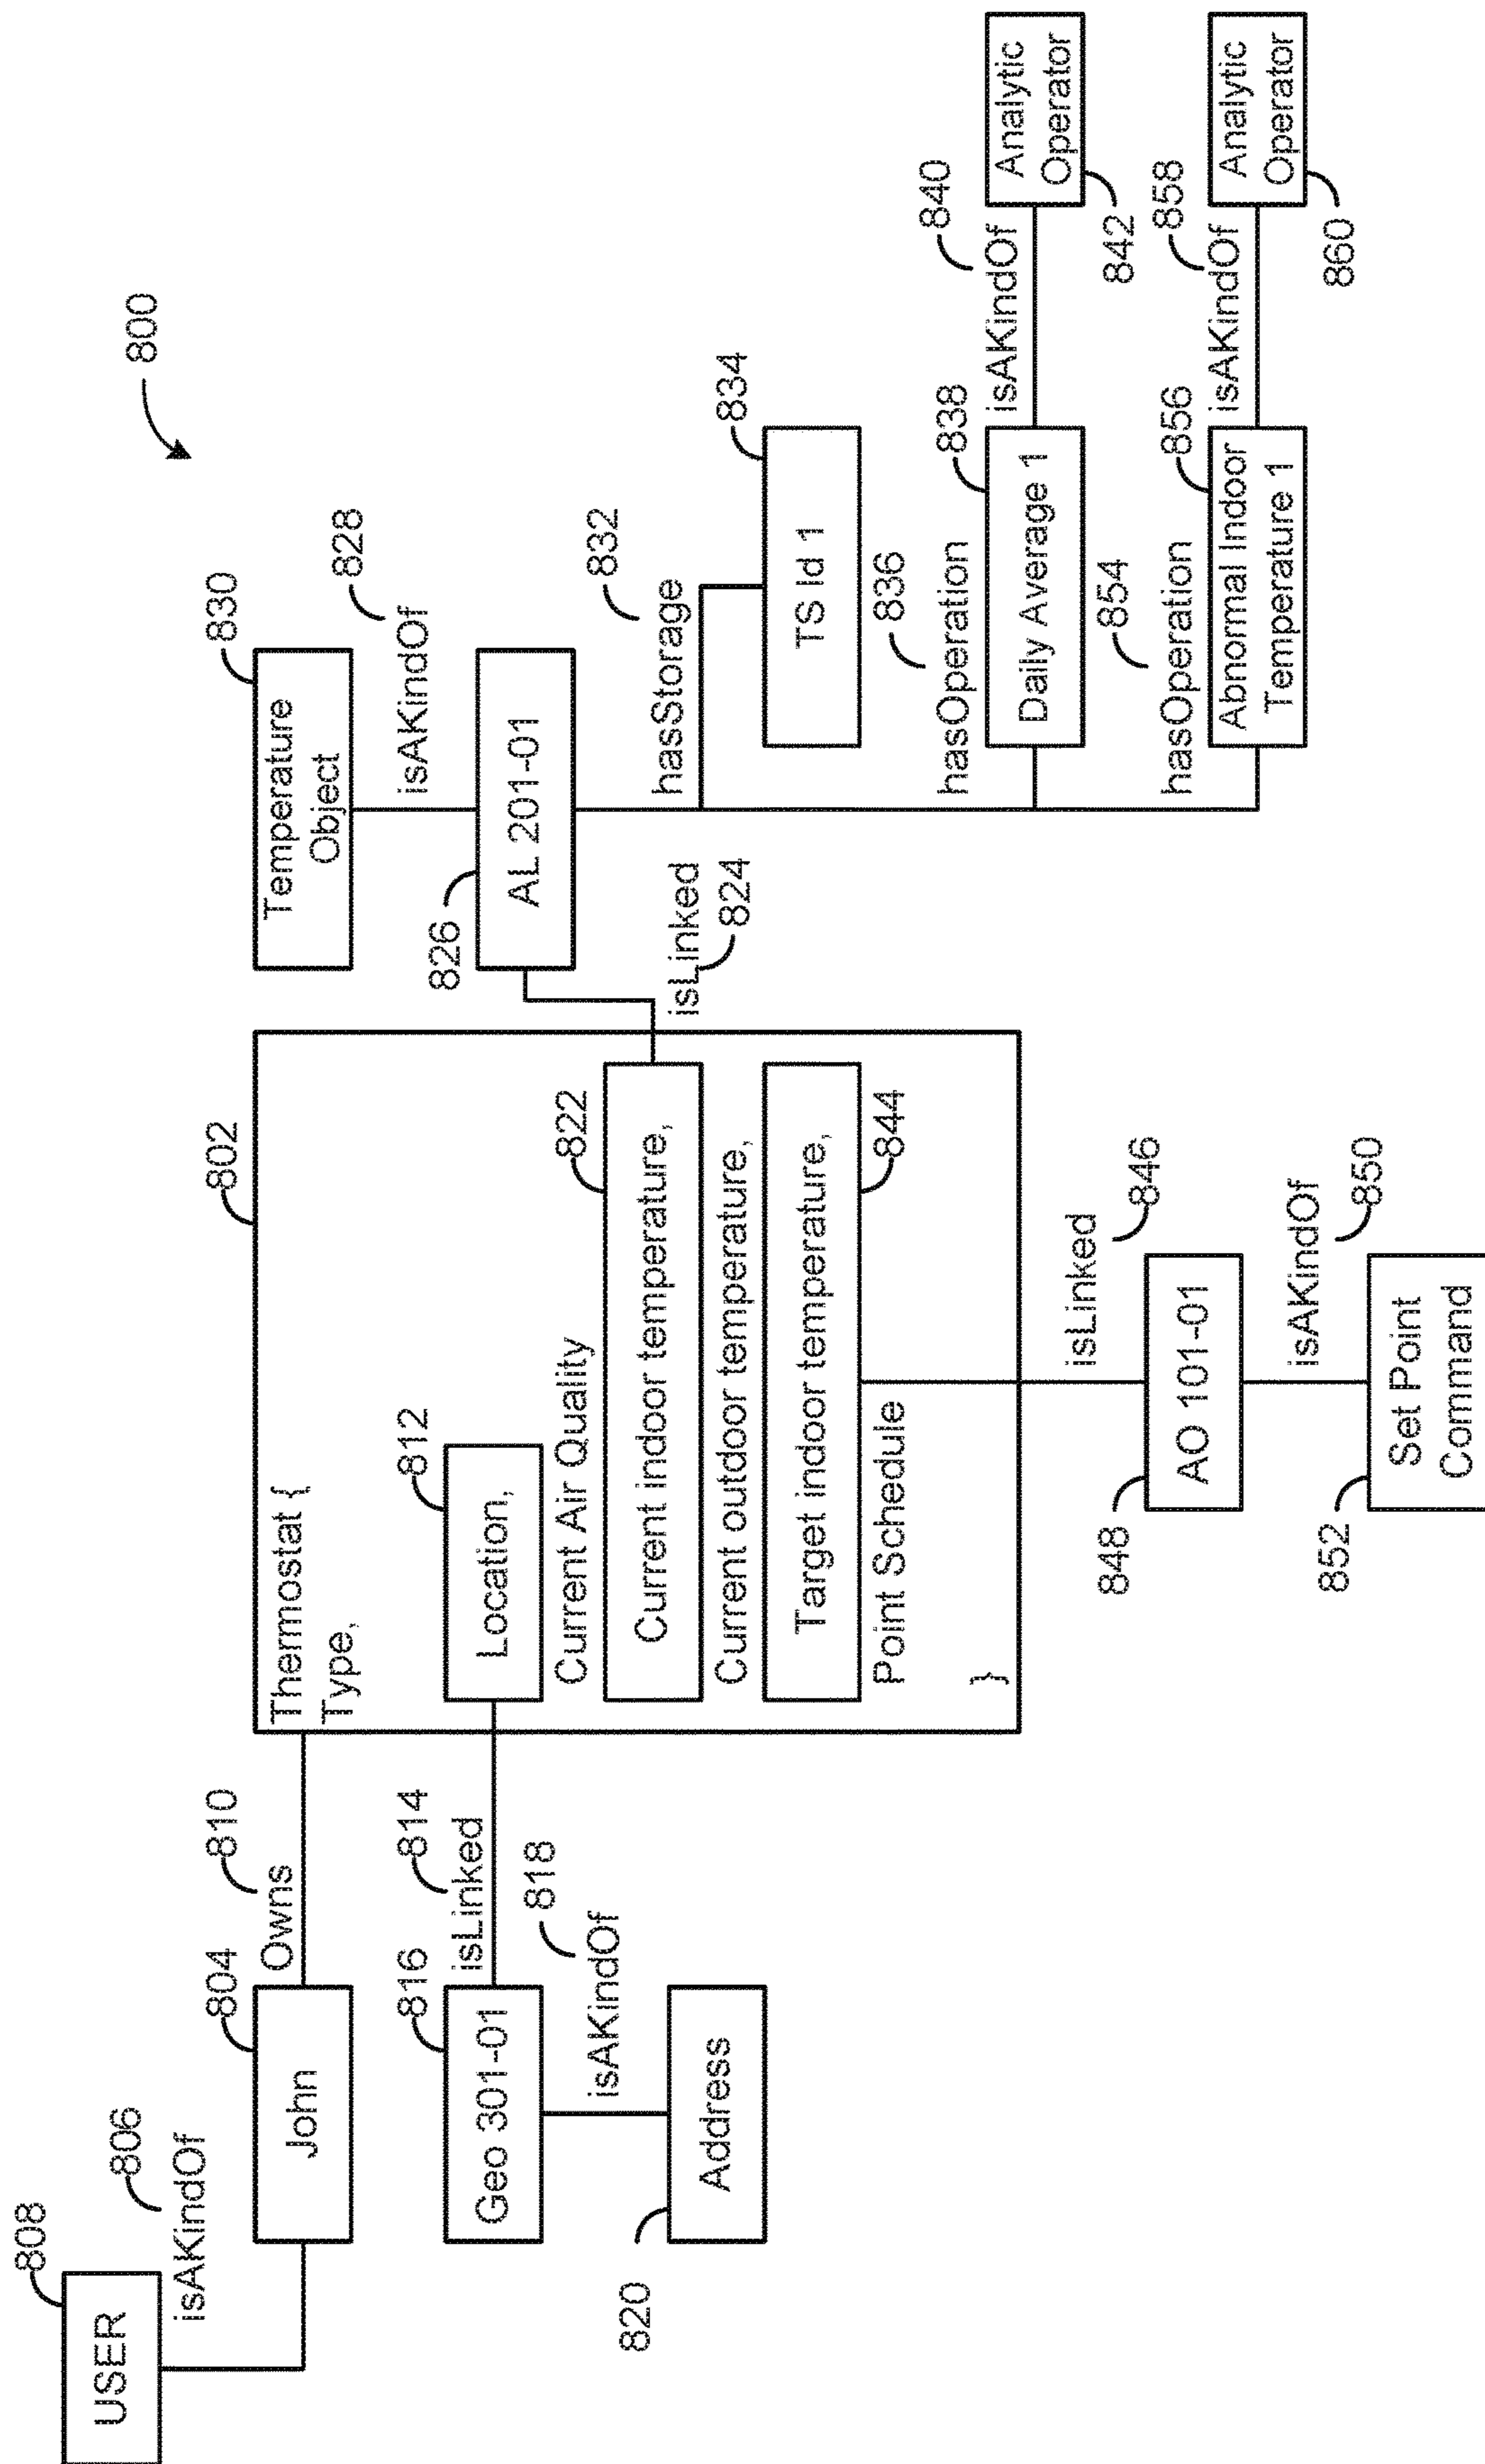 800
808
USER
806
isAKindOf
804
John
810
Owns
816
Geo 301-01
814
isLinked
818
isAKindOf
820
Address
802
Thermostat {
Type,
812
Location,
Current Air Quality
822
Current indoor temperature,
Current outdoor temperature,
Target indoor temperature,
844
Point Schedule
}
846
isLinked
848
AO 101-01
850
isAKindOf
852
Set Point
Command
830
Temperature
Object
828
isAKindOf
826
AL 201-01
isLinked
824
832
hasStorage
834
TS Id 1
836
hasOperation
838
Daily Average 1
840
isAKindOf
Analytic
Operator
842
854
hasOperation
856
Abnormal Indoor
Temperature 1
858
isAKindOf
Analytic
Operator
860